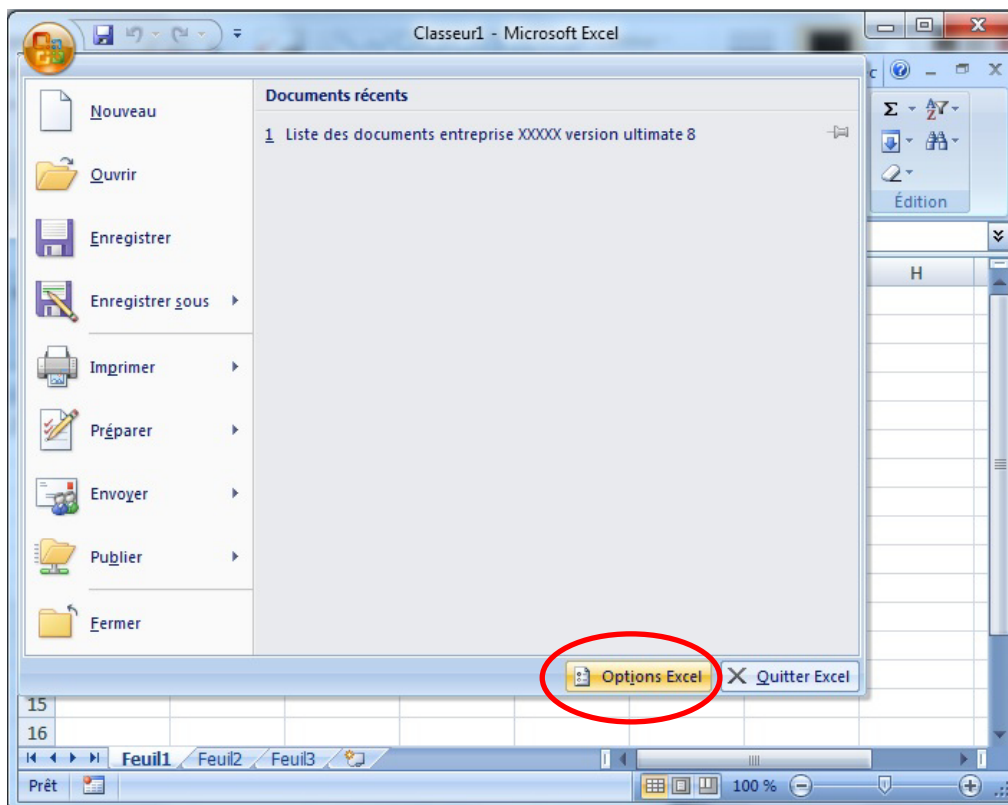 Classeur1 - Microsoft Excel
Nouveau
Ouvrir
Enregistrer
Enregistrer sous
Imprimer
Préparer
Envoyer
Publier
Fermer
Documents récents
1 Liste des documents entreprise XXXXX version ultimate 8
Options Excel
Quitter Excel
c
Σ
AZ
Édition
H
15
16
Feuil1 Feuil2 Feuil3
Prêt
100 %